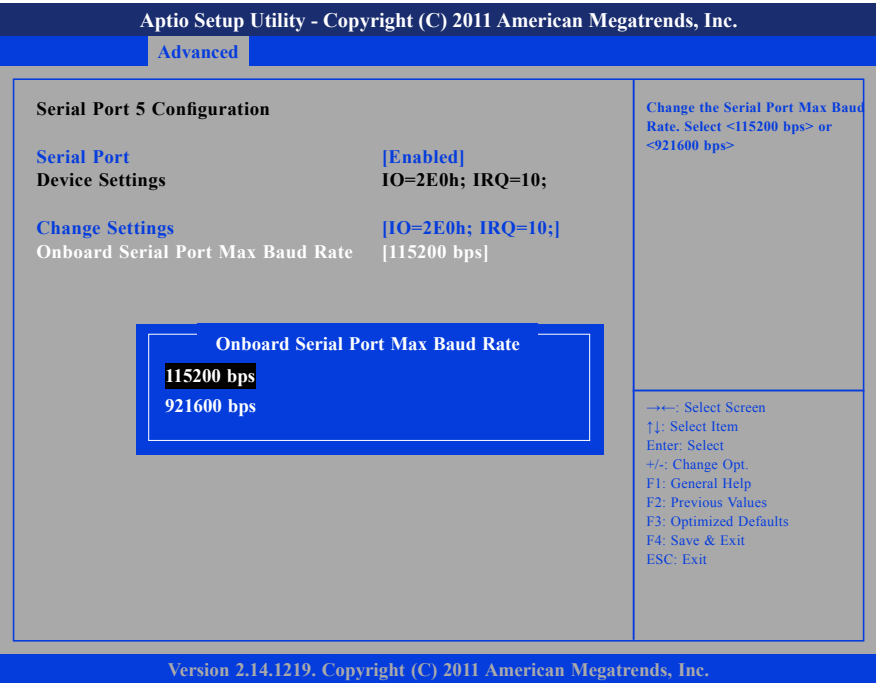 Aptio Setup Utility - Copyright (C) 2011 American Megatrends, Inc.
Advanced
Serial Port 5 Configuration
Serial Port [Enabled]
Device Settings IO=2E0h; IRQ=10;
Change Settings [IO=2E0h; IRQ=10;]
Onboard Serial Port Max Baud Rate [115200 bps]
Onboard Serial Port Max Baud Rate
115200 bps
921600 bps
Change the Serial Port Max Baud
Rate. Select <115200 bps> or
<921600 bps>
→←: Select Screen
↑↓: Select Item
Enter: Select
+/-: Change Opt.
F1: General Help
F2: Previous Values
F3: Optimized Defaults
F4: Save & Exit
ESC: Exit
Version 2.14.1219. Copyright (C) 2011 American Megatrends, Inc.